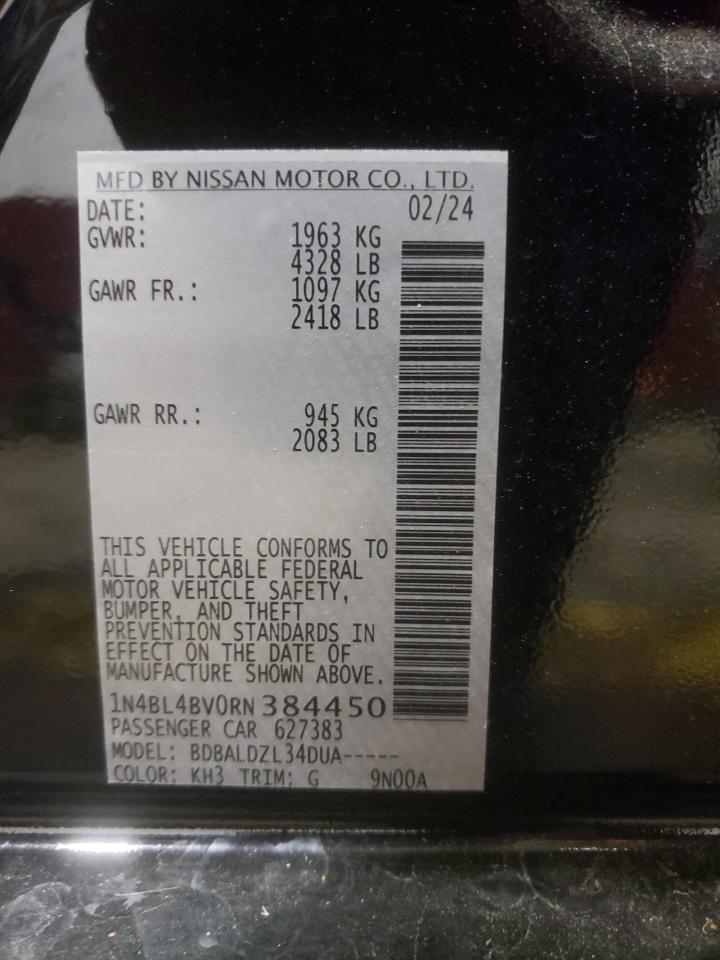 MFD BY NISSAN MOTOR CO., LTD.
DATE: 02/24
GVWR: 1963 KG
4328 LB
GAWR FR.: 1097 KG
2418 LB
GAWR RR.: 945 KG
2083 LB
THIS VEHICLE CONFORMS TO
ALL APPLICABLE FEDERAL
MOTOR VEHICLE SAFETY,
BUMPER, AND THEFT
PREVENTION STANDARDS IN
EFFECT ON THE DATE OF
MANUFACTURE SHOWN ABOVE.
1N4BL4BV0RN384450
PASSENGER CAR 627383
MODEL: BDBALDZL34DUA-----
COLOR: KH3 TRIM: G 9N00A